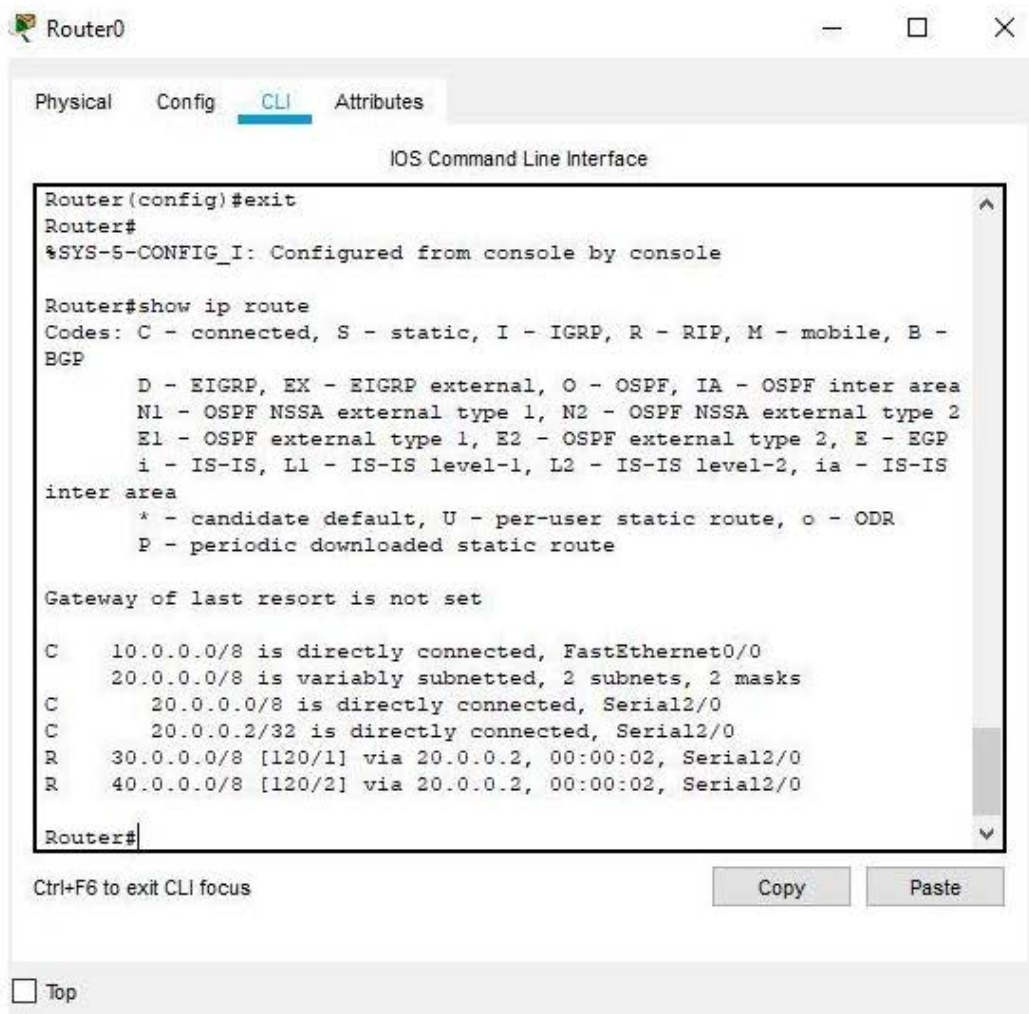 Router0
Physical Config CLI Attributes
IOS Command Line Interface
Router(config)#exit
Router#
%SYS-5-CONFIG_I: Configured from console by console
Router#show ip route
Codes: C - connected, S - static, I - IGRP, R - RIP, M - mobile, B -
BGP
D - EIGRP, EX - EIGRP external, O - OSPF, IA - OSPF inter area
N1 - OSPF NSSA external type 1, N2 - OSPF NSSA external type 2
E1 - OSPF external type 1, E2 - OSPF external type 2, E - EGP
i - IS-IS, L1 - IS-IS level-1, L2 - IS-IS level-2, ia - IS-IS
inter area
* - candidate default, U - per-user static route, o - ODR
P - periodic downloaded static route
Gateway of last resort is not set
C 10.0.0.0/8 is directly connected, FastEthernet0/0
20.0.0.0/8 is variably subnetted, 2 subnets, 2 masks
C 20.0.0.0/8 is directly connected, Serial2/0
C 20.0.0.2/32 is directly connected, Serial2/0
R 30.0.0.0/8 [120/1] via 20.0.0.2, 00:00:02, Serial2/0
R 40.0.0.0/8 [120/2] via 20.0.0.2, 00:00:02, Serial2/0
Router#
Ctrl+F6 to exit CLI focus Copy Paste
Top